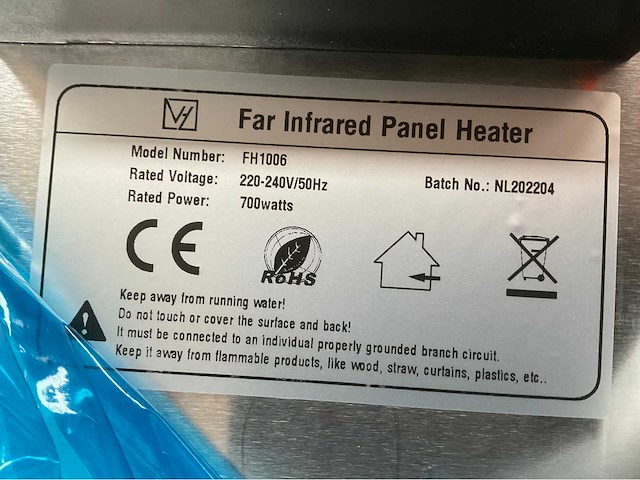 VH Far Infrared Panel Heater
Model Number: FH1006
Rated Voltage: 220-240V/50Hz Batch No.: NL202204
Rated Power: 700watts
CE RoHS
Keep away from running water!
Do not touch or cover the surface and back!
It must be connected to an individual properly grounded branch circuit.
Keep it away from flammable products, like wood, straw, curtains, plastics, etc..